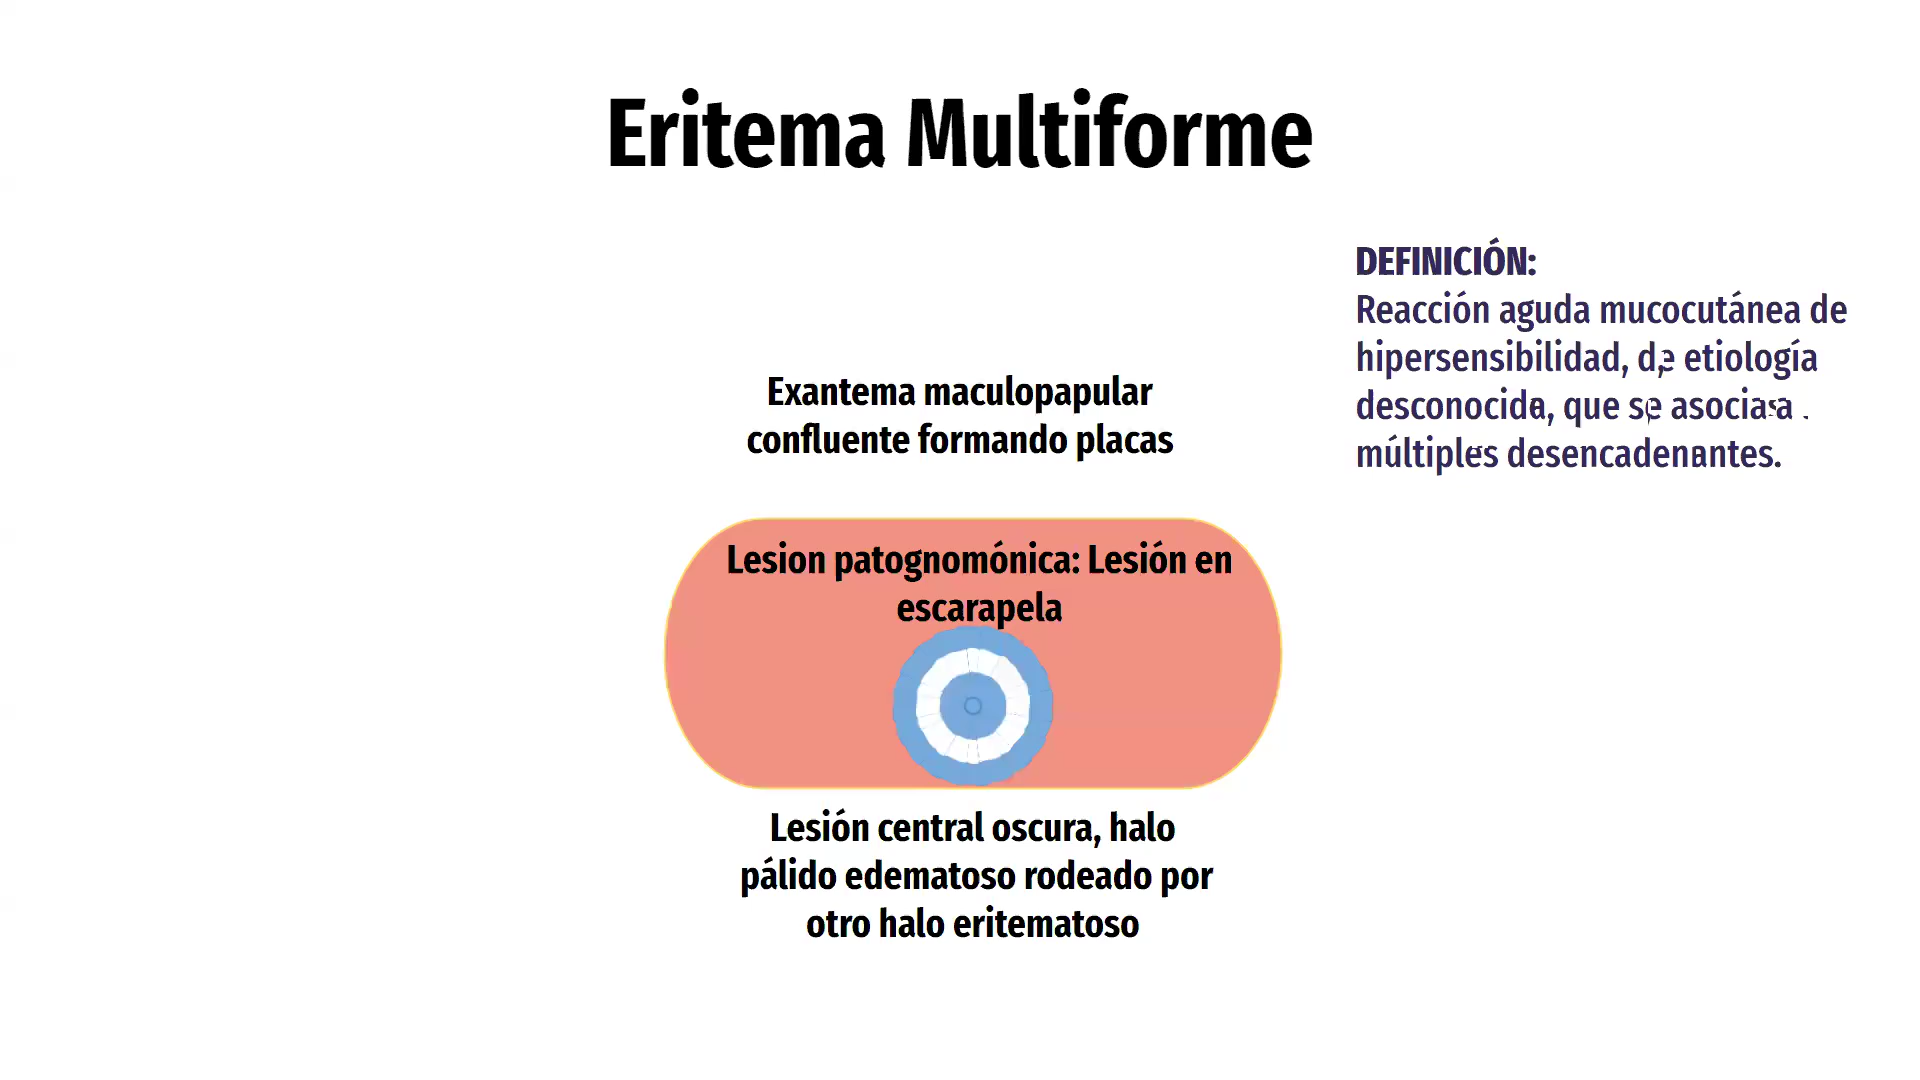 Eritema Multiforme
DEFINICIÓN:
Reacción aguda mucocutánea de
hipersensibilidad, de etiología
desconocida, que se asocia a
múltiples desencadenantes.
Exantema maculopapular
confluente formando placas
Lesion patognomónica: Lesión en
escarapela
Lesión central oscura, halo
pálido edematoso rodeado por
otro halo eritematoso